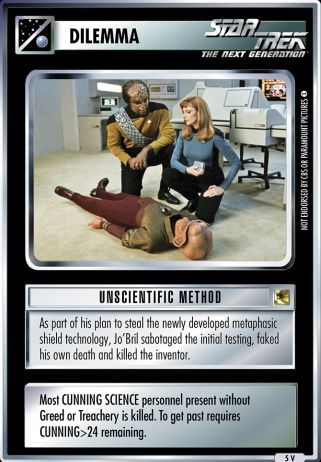 DILEMMA
STAR TREK
THE NEXT GENERATION
NOT ENDORSED BY CBS OR PARAMOUNT PICTURES
UNSCIENTIFIC METHOD
As part of his plan to steal the newly developed metaphasic
shield technology, Jo'Bril sabotaged the initial testing, faked
his own death and killed the inventor.
Most CUNNING SCIENCE personnel present without
Greed or Treachery is killed. To get past requires
CUNNING>24 remaining.
5 V